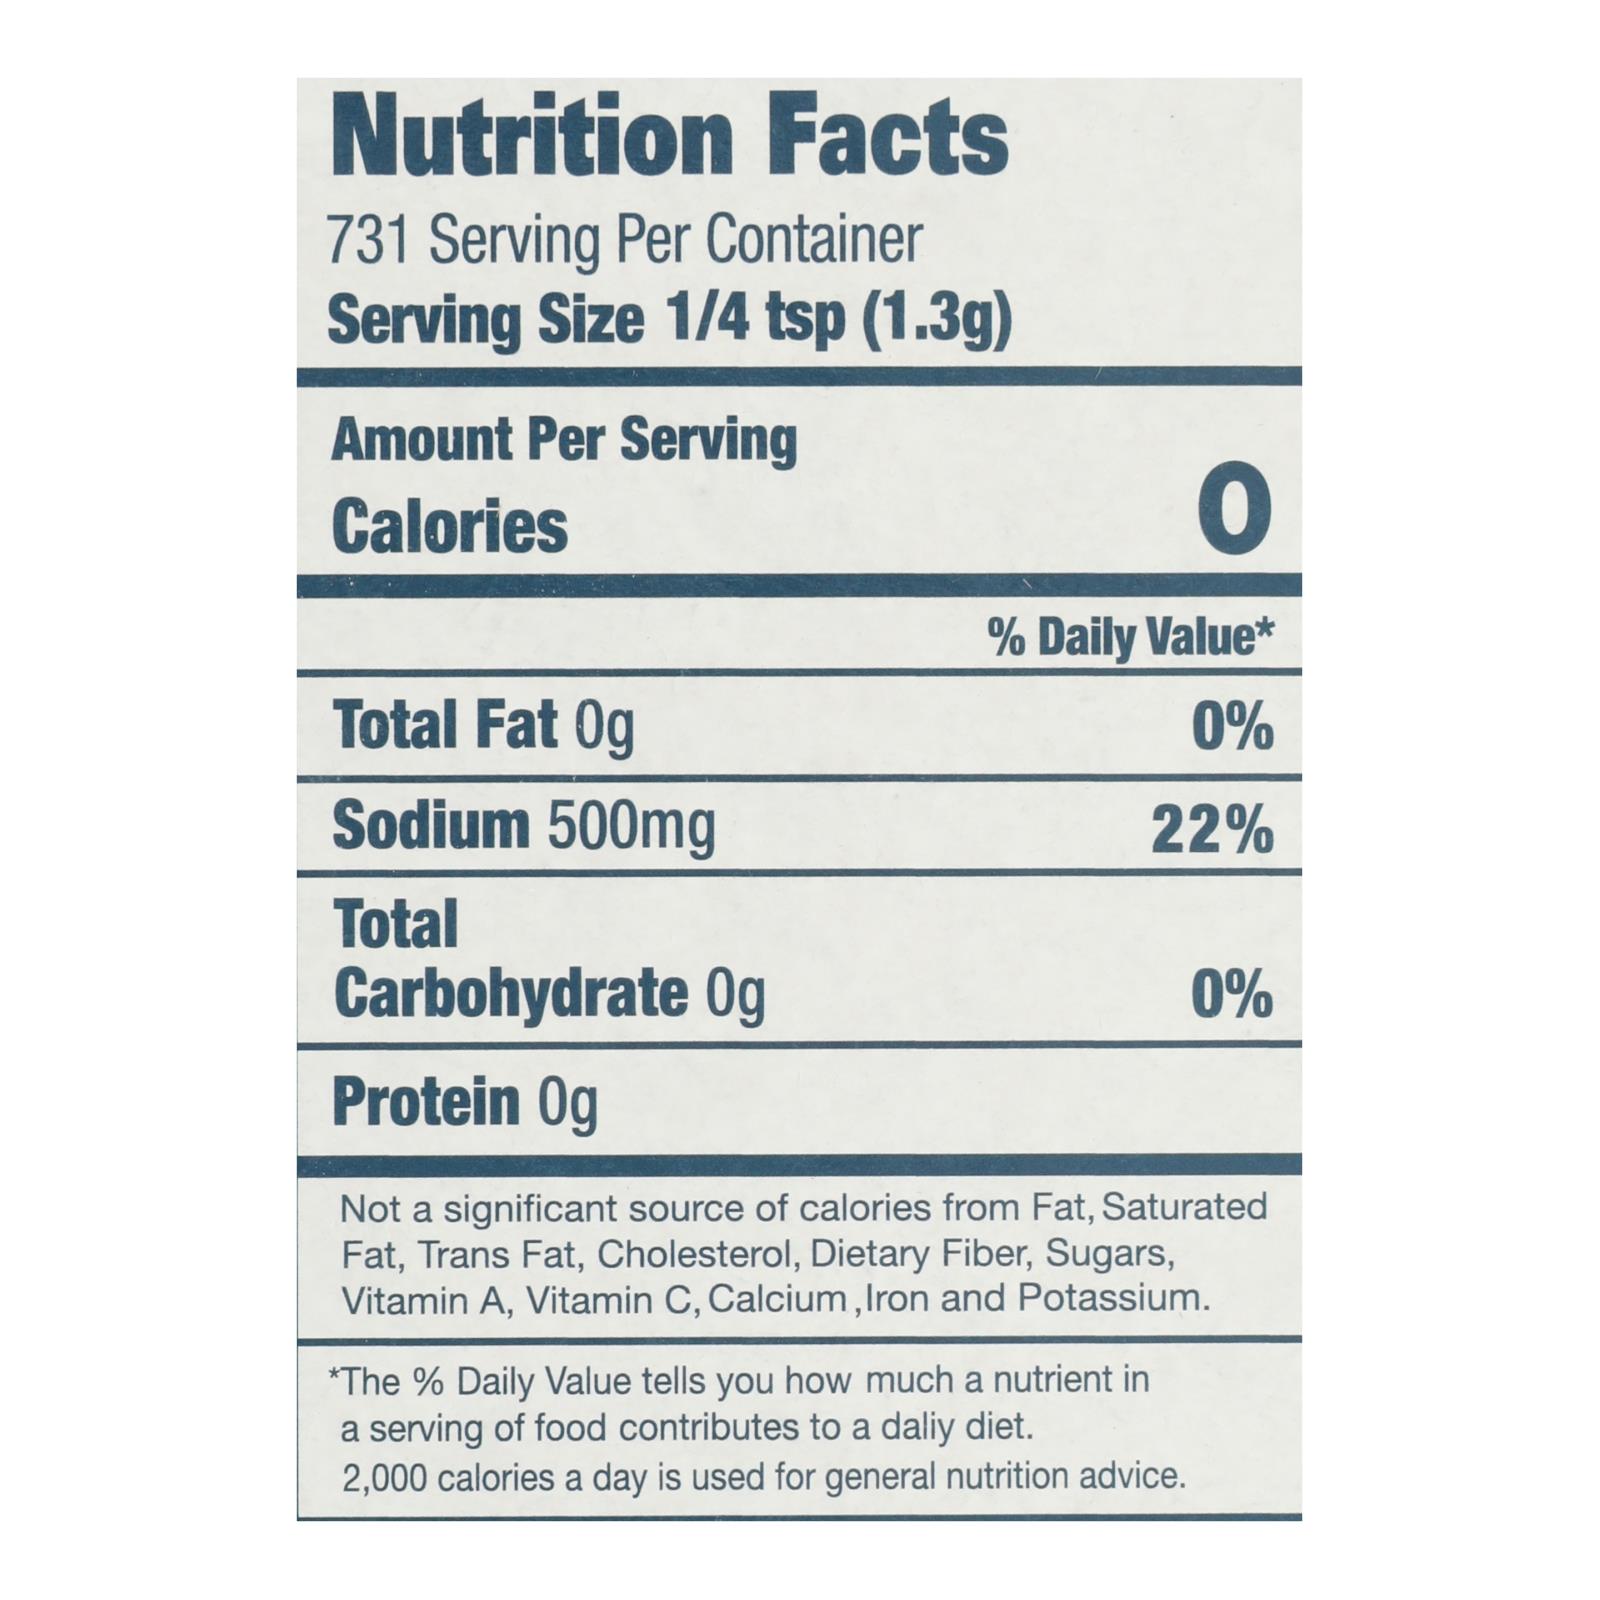 Nutrition Facts
731 Serving Per Container
Serving Size 1/4 tsp (1.3g)
Amount Per Serving
Calories 0
% Daily Value*
Total Fat 0g 0%
Sodium 500mg 22%
Total
Carbohydrate 0g 0%
Protein 0g
Not a significant source of calories from Fat, Saturated
Fat, Trans Fat, Cholesterol, Dietary Fiber, Sugars,
Vitamin A, Vitamin C, Calcium ,Iron and Potassium.
*The % Daily Value tells you how much a nutrient in
a serving of food contributes to a daliy diet.
2,000 calories a day is used for general nutrition advice.